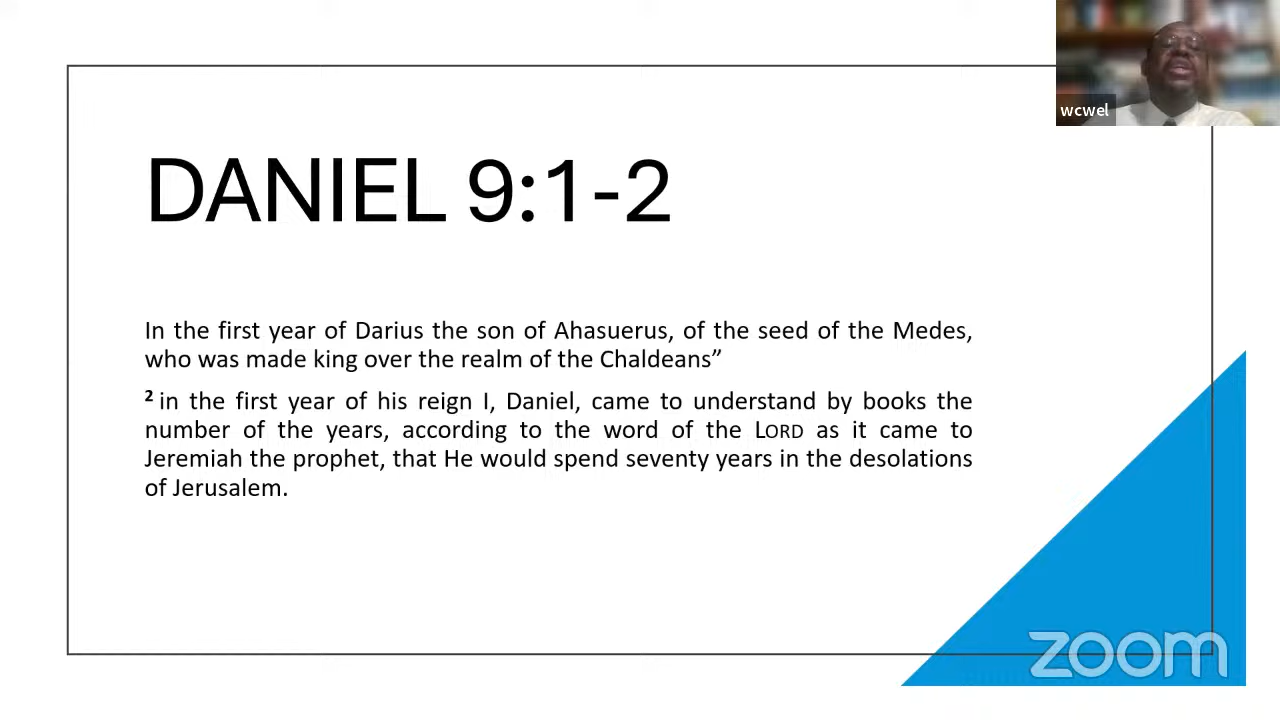 wcwel
DANIEL 9:1-2
In the first year of Darius the son of Ahasuerus, of the seed of the Medes,
who was made king over the realm of the Chaldeans”
2 in the first year of his reign I, Daniel, came to understand by books the
number of the years, according to the word of the LORD as it came to
Jeremiah the prophet, that He would spend seventy years in the desolations
of Jerusalem.
zoom